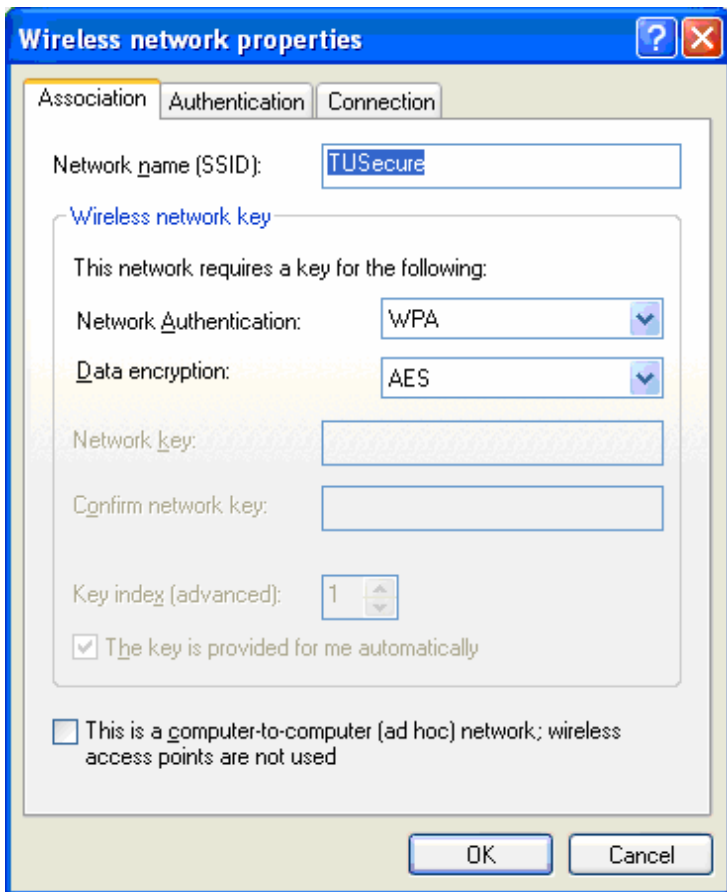 Wireless network properties
Association Authentication Connection
Network name (SSID): TUSecure
Wireless network key
This network requires a key for the following:
Network Authentication: WPA
Data encryption: AES
Network key:
Confirm network key:
Key index (advanced): 1
The key is provided for me automatically
This is a computer-to-computer (ad hoc) network; wireless
access points are not used
OK Cancel